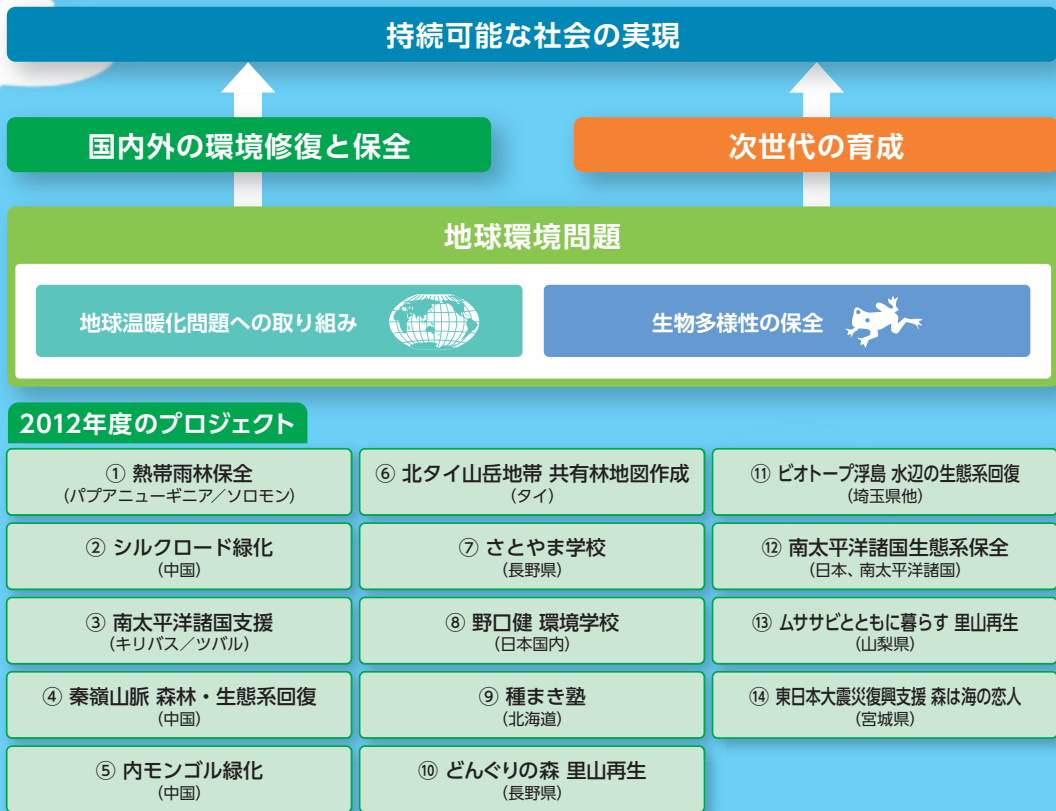 持続可能な社会の実現
国内外の環境修復と保全
次世代の育成
地球環境問題
地球温暖化問題への取り組み
生物多様性の保全
2012年度のプロジェクト
① 熱帯雨林保全
(パプアニューギニア／ソロモン)
② シルクロード緑化
(中国)
③ 南太平洋諸国支援
(キリバス／ツバル)
④ 秦嶺山脈 森林・生態系回復
(中国)
⑤ 内モンゴル緑化
(中国)
⑥ 北タイ山岳地帯 共有林地図作成
(タイ)
⑦ さとやま学校
(長野県)
⑧ 野口健 環境学校
(日本国内)
⑨ 種まき塾
(北海道)
⑩ どんぐりの森 里山再生
(長野県)
⑪ ビオトープ浮島 水辺の生態系回復
(埼玉県他)
⑫ 南太平洋諸国生態系保全
(日本、南太平洋諸国)
⑬ ムササビとともに暮らす 里山再生
(山梨県)
⑭ 東日本大震災復興支援 森は海の恋人
(宮城県)